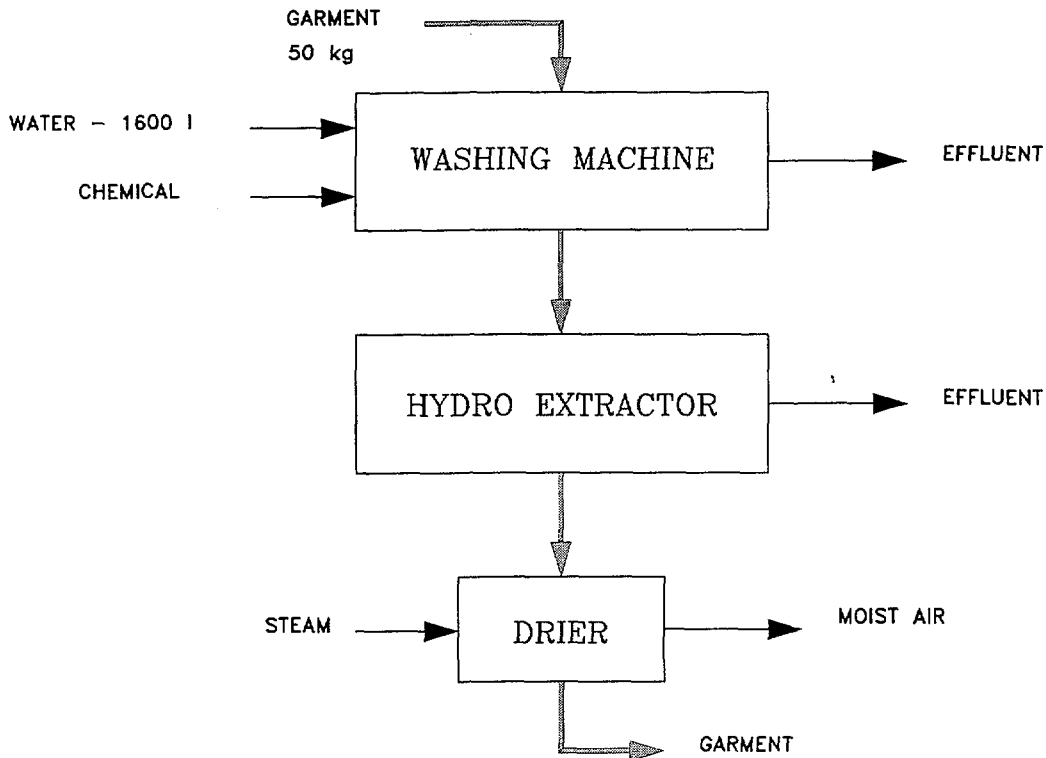 GARMENT
50 kg
WATER - 1600 l
CHEMICAL
WASHING MACHINE
EFFLUENT
HYDRO EXTRACTOR
EFFLUENT
STEAM
DRIER
MOIST AIR
GARMENT